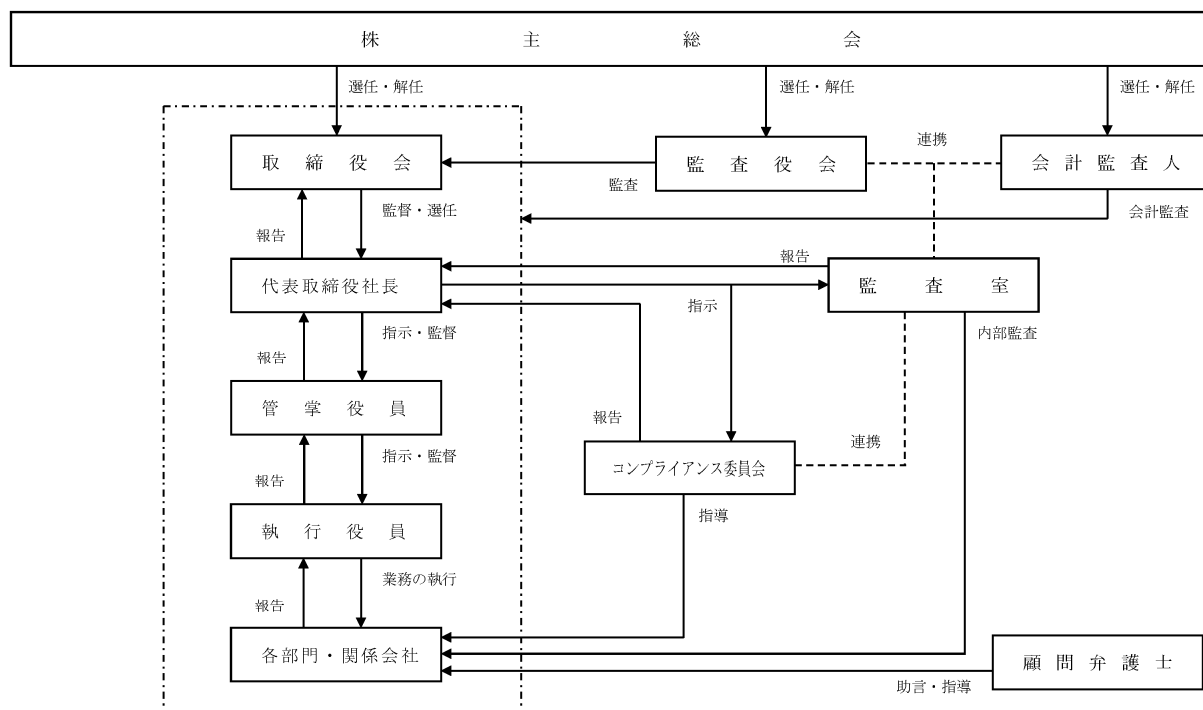 株主総会
選任・解任
選任・解任
選任・解任
取締役会
監査役会
連携
会計監査人
監査
監督・選任
会計監査
報告
報告
代表取締役社長
監査室
指示
指示・監督
内部監査
報告
管掌役員
報告
連携
指示・監督
コンプライアンス委員会
報告
指導
執行役員
業務の執行
報告
各部門・関係会社
顧問弁護士
助言・指導